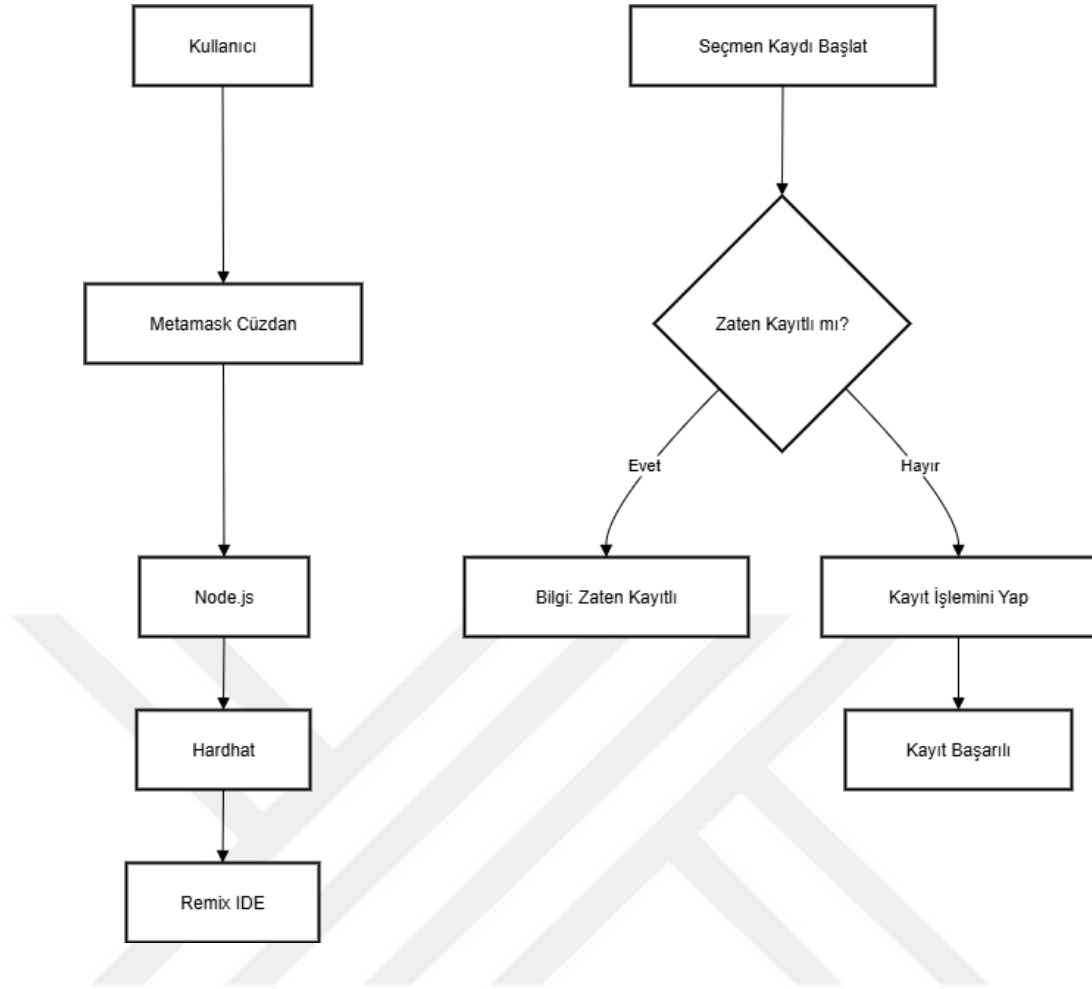 Kullanıcı
Metamask Cüzdan
Node.js
Hardhat
Remix IDE
Seçmen Kaydı Başlat
Zaten Kayıtlı mı?
Evet
Hayır
Bilgi: Zaten Kayıtlı
Kayıt İşlemini Yap
Kayıt Başarılı